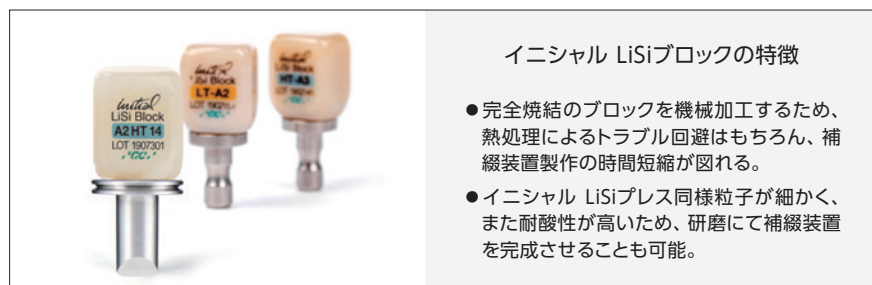 initial
LiSi Block
A2 HT 14
LOT 1907301
GC
initial
LiSi Block
LT-A2
initial
LiSi Block
HT-A3
イニシャル LiSiブロックの特徴
●完全焼結のブロックを機械加工するため、
熱処理によるトラブル回避はもちろん、補
綴装置製作の時間短縮が図れる。
●イニシャル LiSiプレス同様粒子が細かく、
また耐酸性が高いため、研磨にて補綴装置
を完成させることも可能。